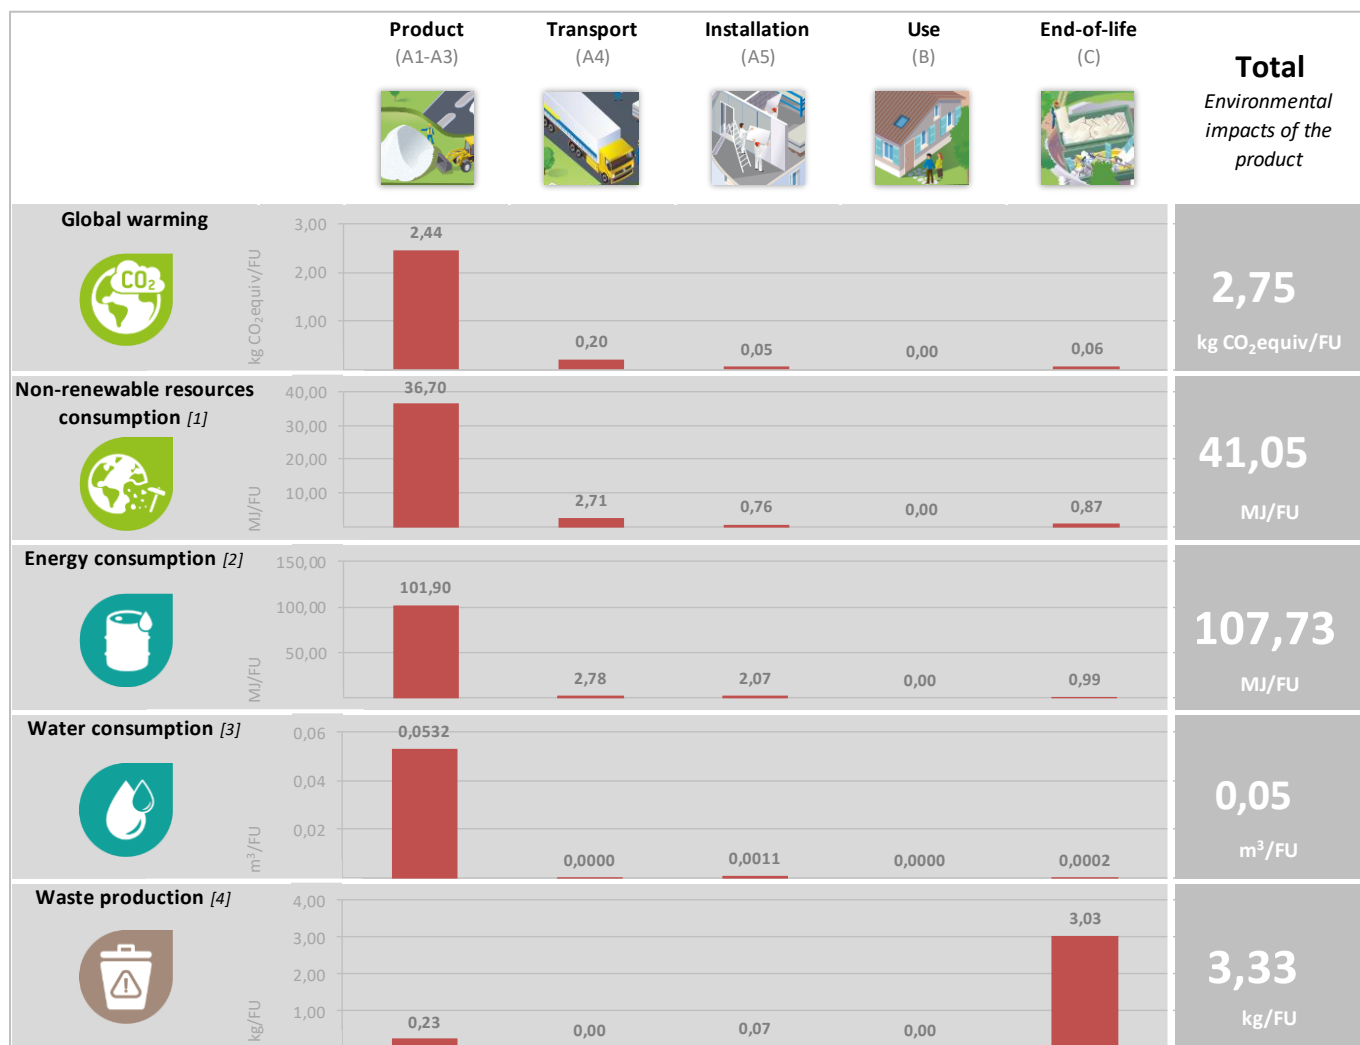 Product Transport Installation Use End-of-life
(A1-A3) (A4) (A5) (B) (C)
Total
Environmental
impacts of the
product
Global warming
CO2
kg CO2equiv/FU
3,00
2,00
1,00
2,44 0,20 0,05 0,00 0,06
2,75
kg CO2equiv/FU
Non-renewable resources
consumption [1]
MJ/FU
40,00
30,00
20,00
10,00
36,70 2,71 0,76 0,00 0,87
41,05
MJ/FU
Energy consumption [2]
MJ/FU
150,00
100,00
50,00
101,90 2,78 2,07 0,00 0,99
107,73
MJ/FU
Water consumption [3]
m³/FU
0,06
0,04
0,02
0,0532 0,0000 0,0011 0,0000 0,0002
0,05
m³/FU
Waste production [4]
kg/FU
4,00
3,00
2,00
1,00
0,23 0,00 0,07 0,00 3,03
3,33
kg/FU